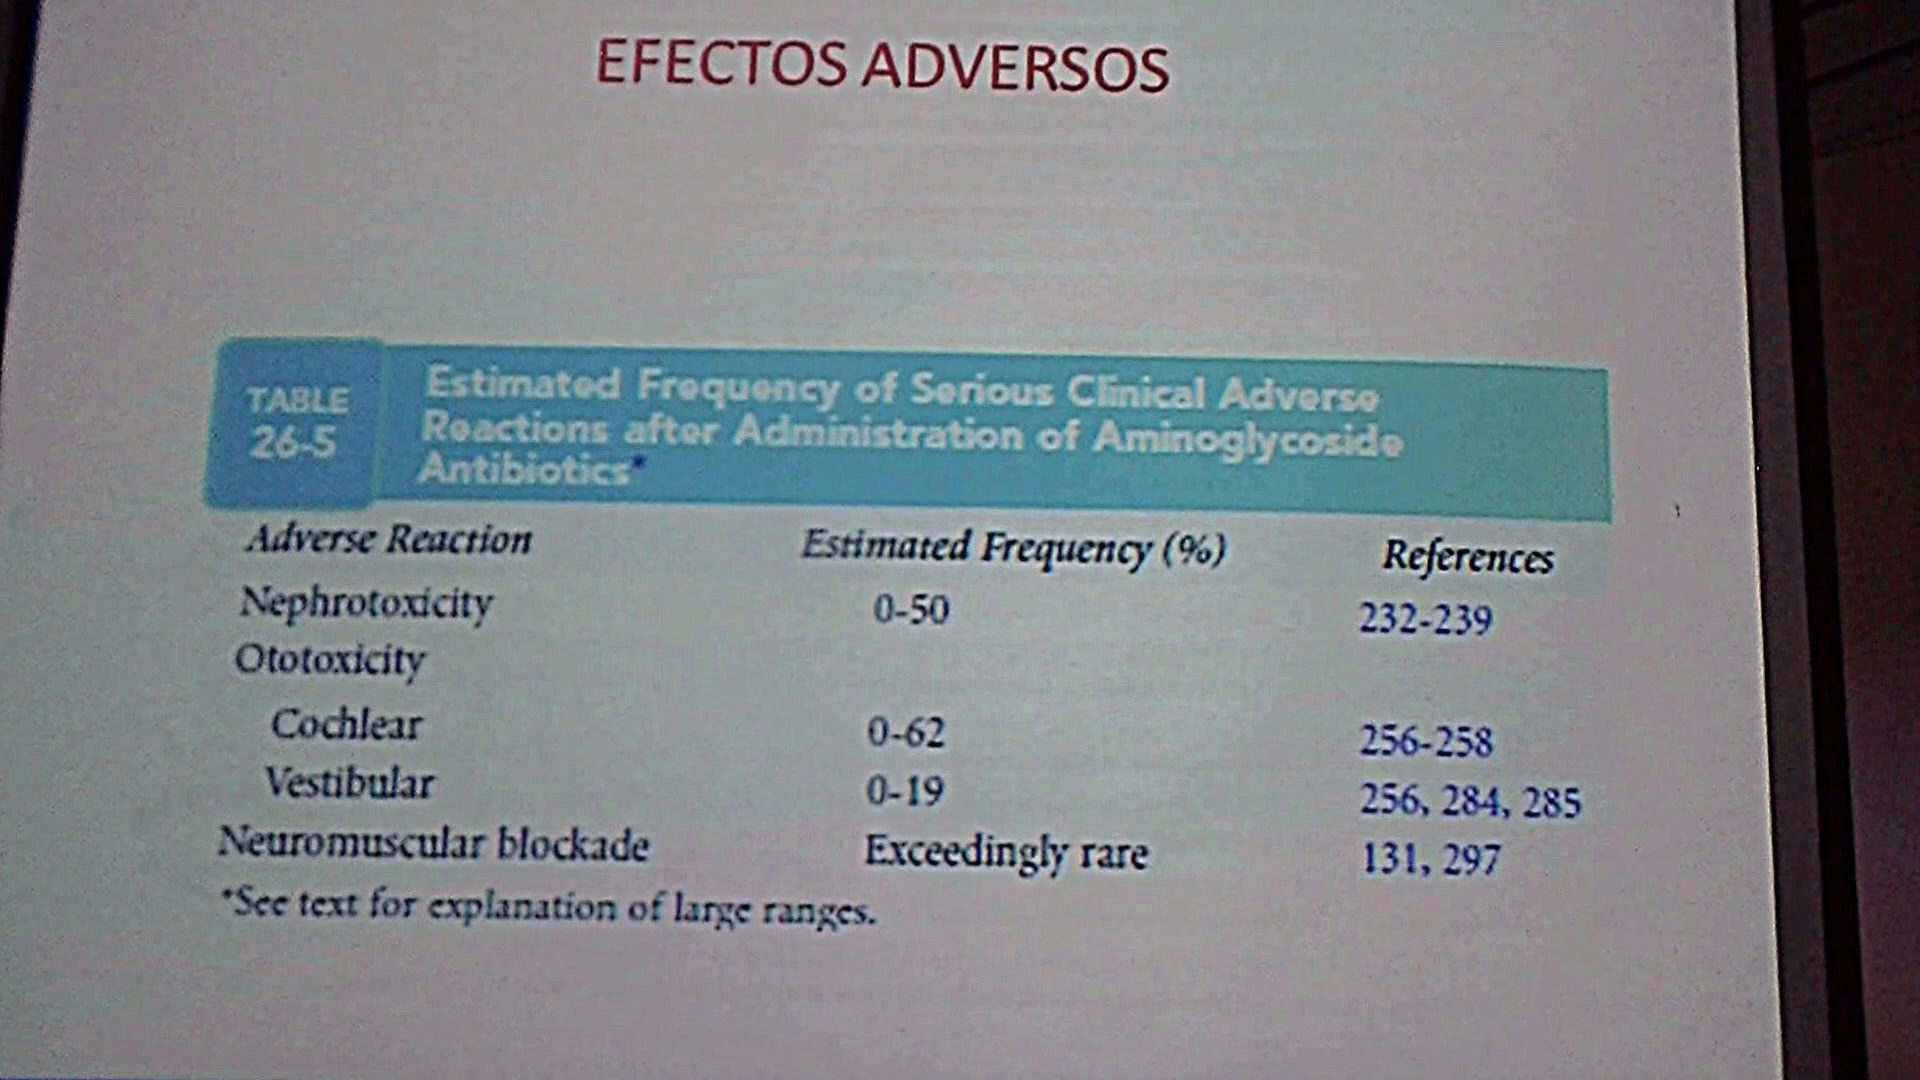 EFECTOS ADVERSOS
TABLE
26-5
Estimated Frequency of Serious Clinical Adverse
Reactions after Administration of Aminoglycoside
Antibiotics*
Adverse Reaction Estimated Frequency (%) References
Nephrotoxicity 0-50 232-239
Ototoxicity
Cochlear 0-62 256-258
Vestibular 0-19 256, 284, 285
Neuromuscular blockade Exceedingly rare 131, 297
*See text for explanation of large ranges.